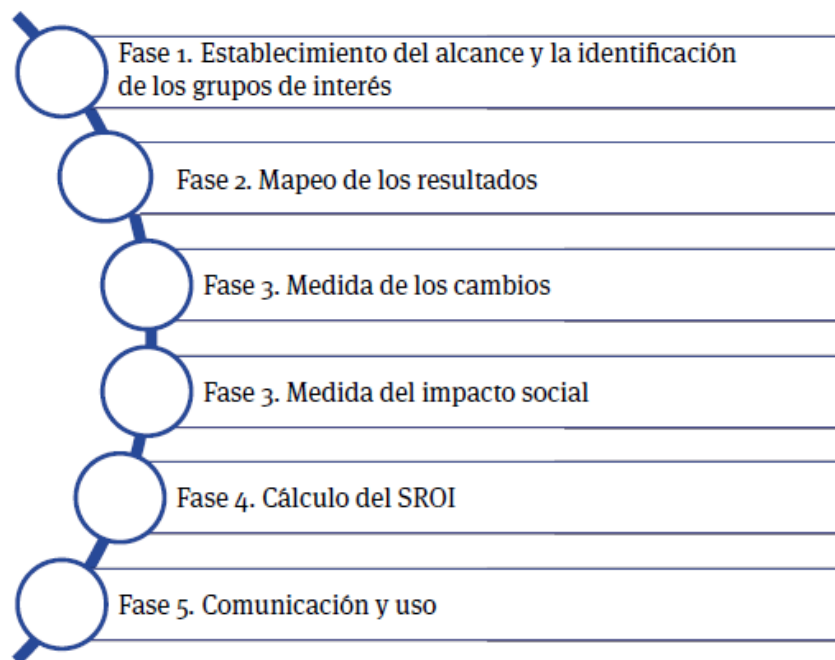 Fase 1. Establecimiento del alcance y la identificación
de los grupos de interés
Fase 2. Mapeo de los resultados
Fase 3. Medida de los cambios
Fase 3. Medida del impacto social
Fase 4. Cálculo del SROI
Fase 5. Comunicación y uso